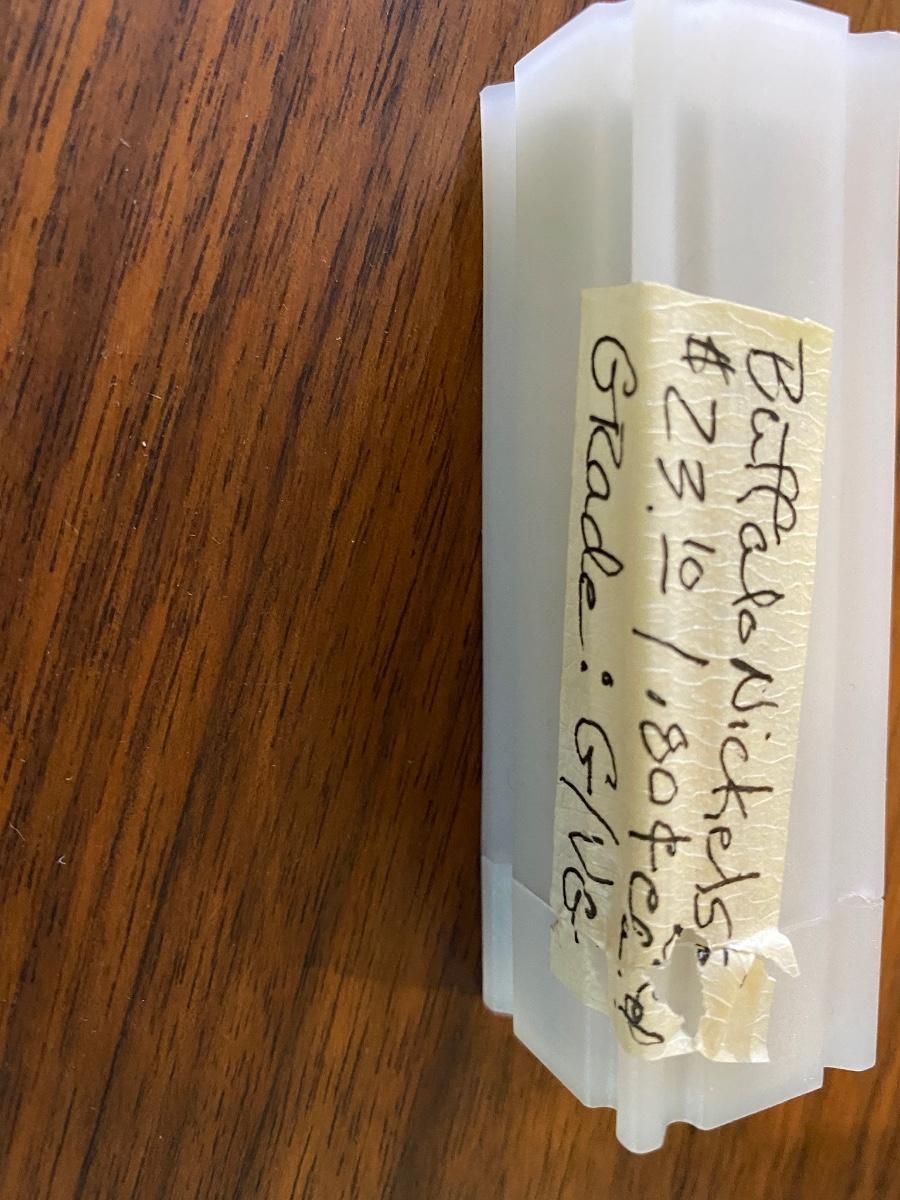 Buffalo Nickels
$23.10 / .80¢ ea.
Grade: G/VG